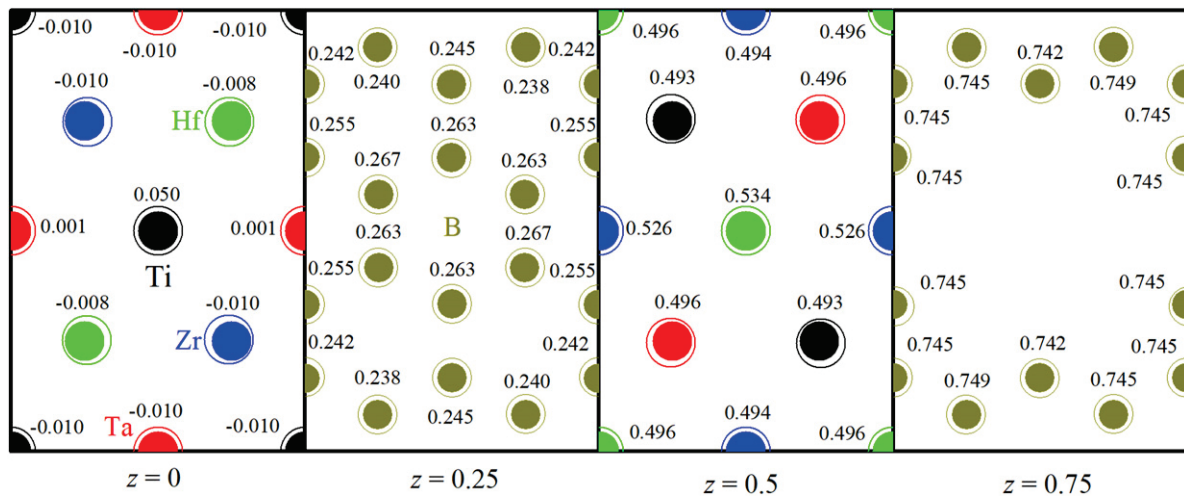 -0.010 -0.010 -0.010
-0.010 -0.008
Hf
0.050
0.001 0.001
Ti
-0.008 -0.010
Zr
Ta
-0.010 -0.010 -0.010
z = 0
0.242 0.245 0.242
0.240 0.238
0.255 0.263 0.255
0.267 0.263
B
0.263 0.267
0.255 0.263 0.255
0.242 0.242
0.238 0.240
0.245
z = 0.25
0.496 0.494 0.496
0.493 0.496
0.534
0.526 0.526
0.496 0.493
0.496 0.494 0.496
z = 0.5
0.745 0.742 0.749
0.745 0.745
0.745 0.745
0.745 0.745
0.745 0.742 0.745
0.749 0.745
z = 0.75